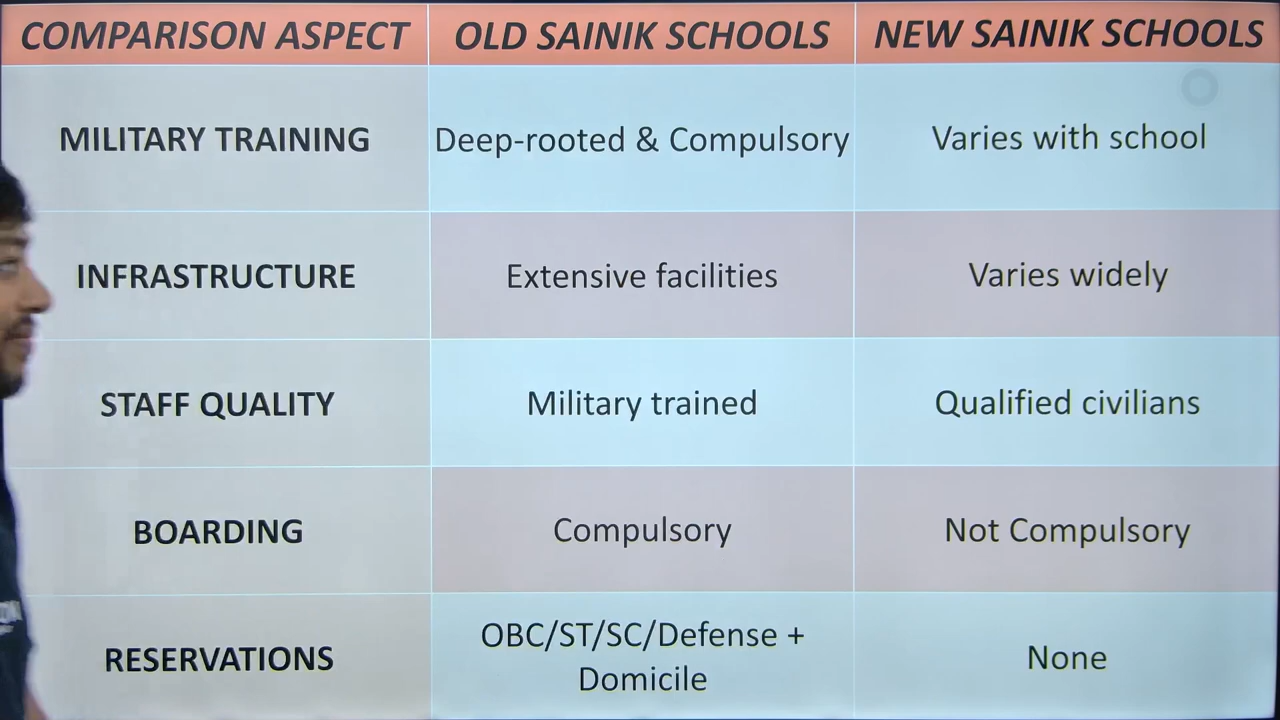 COMPARISON ASPECT OLD SAINIK SCHOOLS NEW SAINIK SCHOOLS
MILITARY TRAINING Deep-rooted & Compulsory Varies with school
INFRASTRUCTURE Extensive facilities Varies widely
STAFF QUALITY Military trained Qualified civilians
BOARDING Compulsory Not Compulsory
RESERVATIONS OBC/ST/SC/Defense +
Domicile None